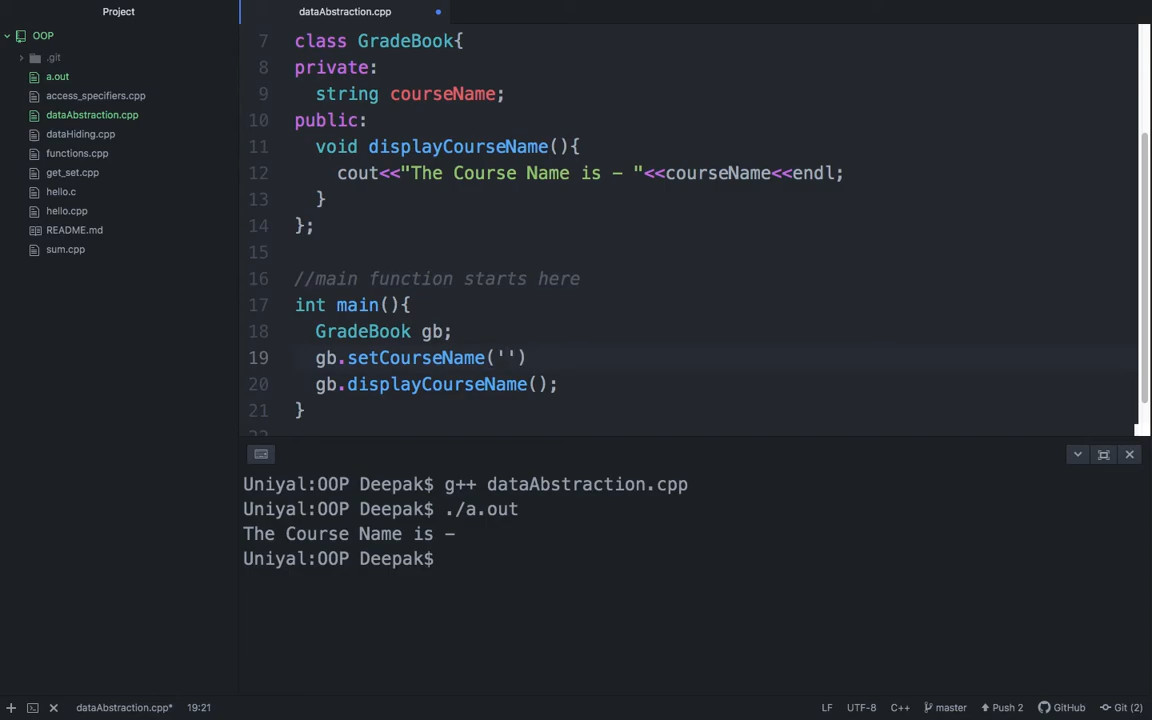 Project
dataAbstraction.cpp
OOP
.git
a.out
access_specifiers.cpp
dataAbstraction.cpp
dataHiding.cpp
functions.cpp
get_set.cpp
hello.c
hello.cpp
README.md
sum.cpp
7 class GradeBook{
8 private:
9 string courseName;
10 public:
11 void displayCourseName(){
12 cout<<"The Course Name is - "<<courseName<<endl;
13 }
14 };
15
16 //main function starts here
17 int main(){
18 GradeBook gb;
19 gb.setCourseName('')
20 gb.displayCourseName();
21 }
22
Uniyal:OOP Deepak$ g++ dataAbstraction.cpp
Uniyal:OOP Deepak$ ./a.out
The Course Name is -
Uniyal:OOP Deepak$
dataAbstraction.cpp* 19:21 LF UTF-8 C++ master Push 2 GitHub Git (2)